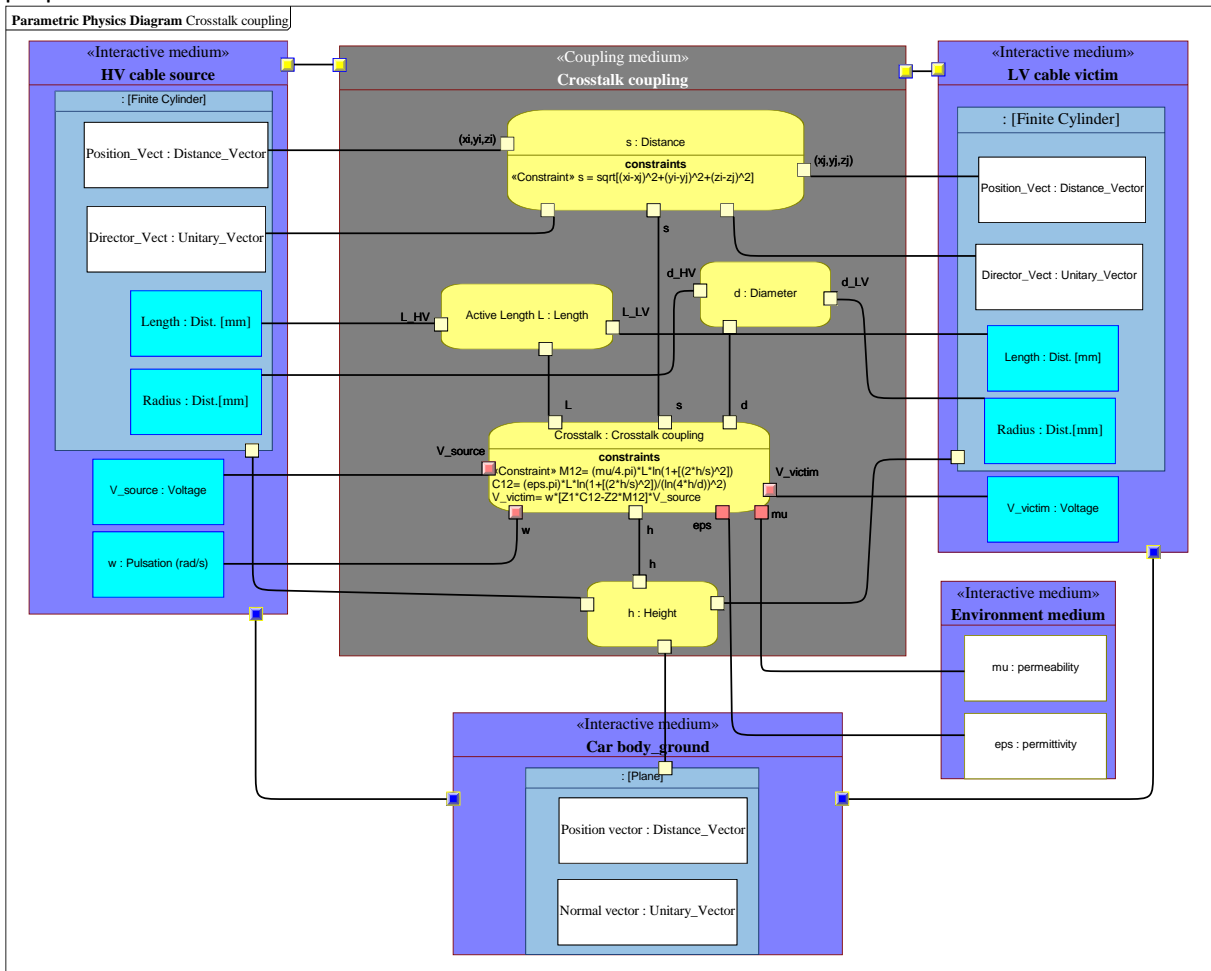 Parametric Physics Diagram Crosstalk coupling
«Interactive medium»
HV cable source
: [Finite Cylinder]
Position_Vect : Distance_Vector
Director_Vect : Unitary_Vector
Length : Dist. [mm]
Radius : Dist.[mm]
V_source : Voltage
w : Pulsation (rad/s)
«Coupling medium»
Crosstalk coupling
(xi,yi,zi)
s : Distance
constraints
«Constraint» s = sqrt[(xi-xj)^2+(yi-yj)^2+(zi-zj)^2]
(xj,yj,zj)
s
d_HV
d : Diameter
d_LV
L_HV
Active Length L : Length
L_LV
L
s
d
V_source
Crosstalk : Crosstalk coupling
constraints
«Constraint» M12= (mu/4.pi)*L*ln(1+[(2*h/s)^2])
C12= (eps.pi)*L*ln(1+[(2*h/s)^2])/(ln(4*h/d))^2)
V_victim= w*[Z1*C12-Z2*M12]*V_source
V_victim
w
h
eps
mu
h
h : Height
«Interactive medium»
LV cable victim
: [Finite Cylinder]
Position_Vect : Distance_Vector
Director_Vect : Unitary_Vector
Length : Dist. [mm]
Radius : Dist.[mm]
V_victim : Voltage
«Interactive medium»
Environment medium
mu : permeability
eps : permittivity
«Interactive medium»
Car body_ground
: [Plane]
Position vector : Distance_Vector
Normal vector : Unitary_Vector